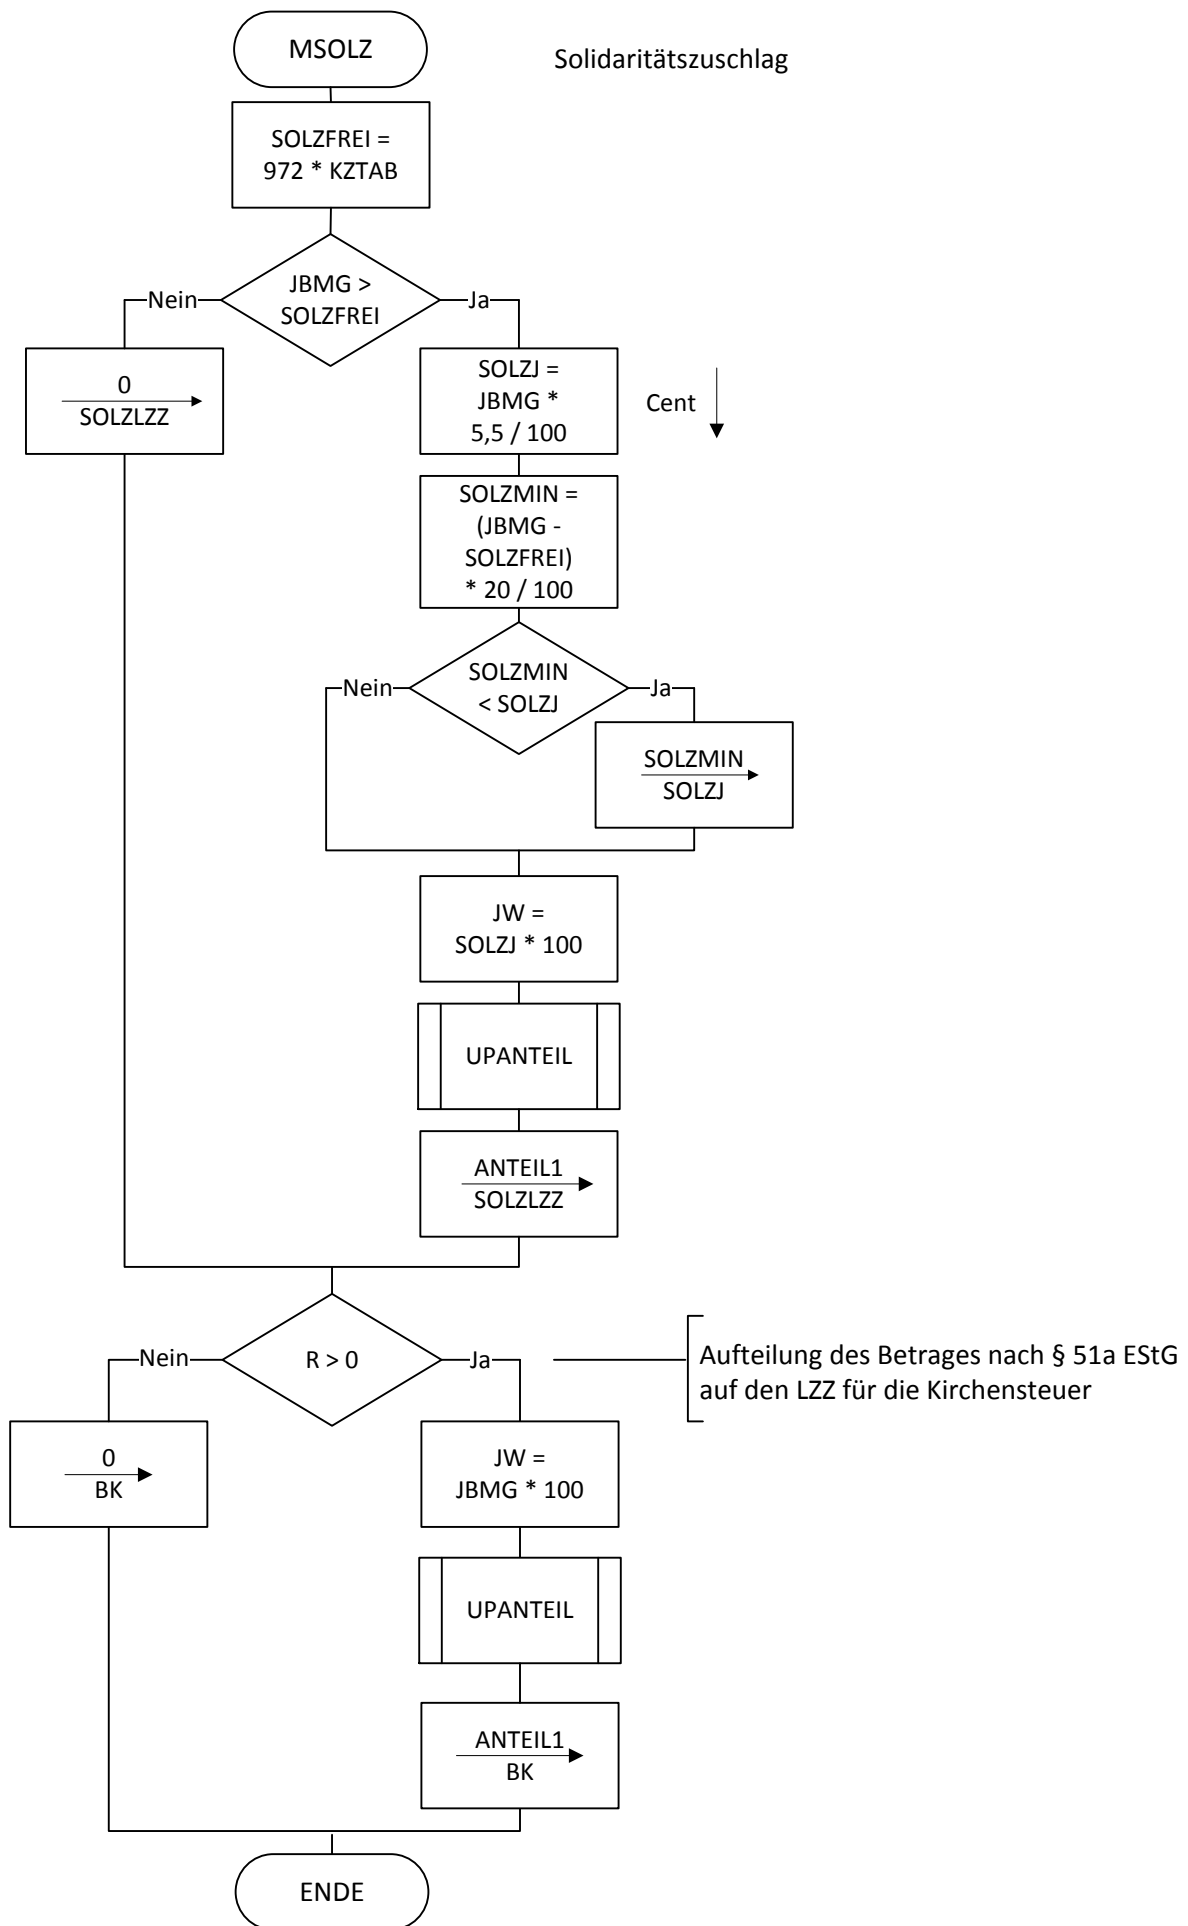 MSOLZ
Solidaritätszuschlag
SOLZFREI =
972 * KZTAB
JBMG >
SOLZFREI
Nein
Ja
0
SOLZLZZ
SOLZJ =
JBMG *
5,5 / 100
Cent
SOLZMIN =
(JBMG -
SOLZFREI)
* 20 / 100
SOLZMIN
< SOLZJ
Nein
Ja
SOLZMIN
SOLZJ
JW =
SOLZJ * 100
UPANTEIL
ANTEIL1
SOLZLZZ
R > 0
Nein
Ja
Aufteilung des Betrages nach § 51a EStG
auf den LZZ für die Kirchensteuer
0
BK
JW =
JBMG * 100
UPANTEIL
ANTEIL1
BK
ENDE